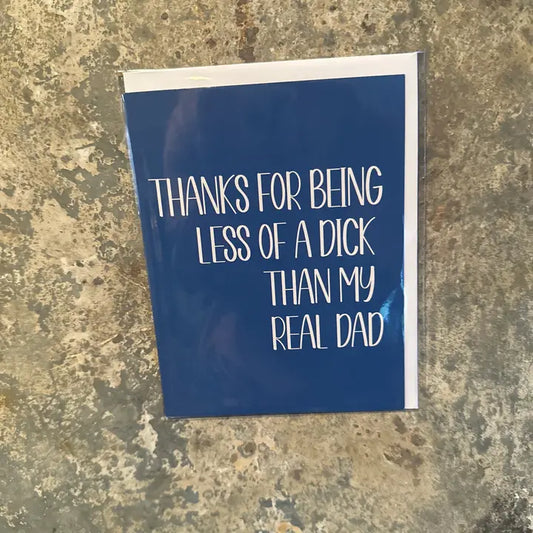 THANKS FOR BEING
LESS OF A DICK
THAN MY
REAL DAD